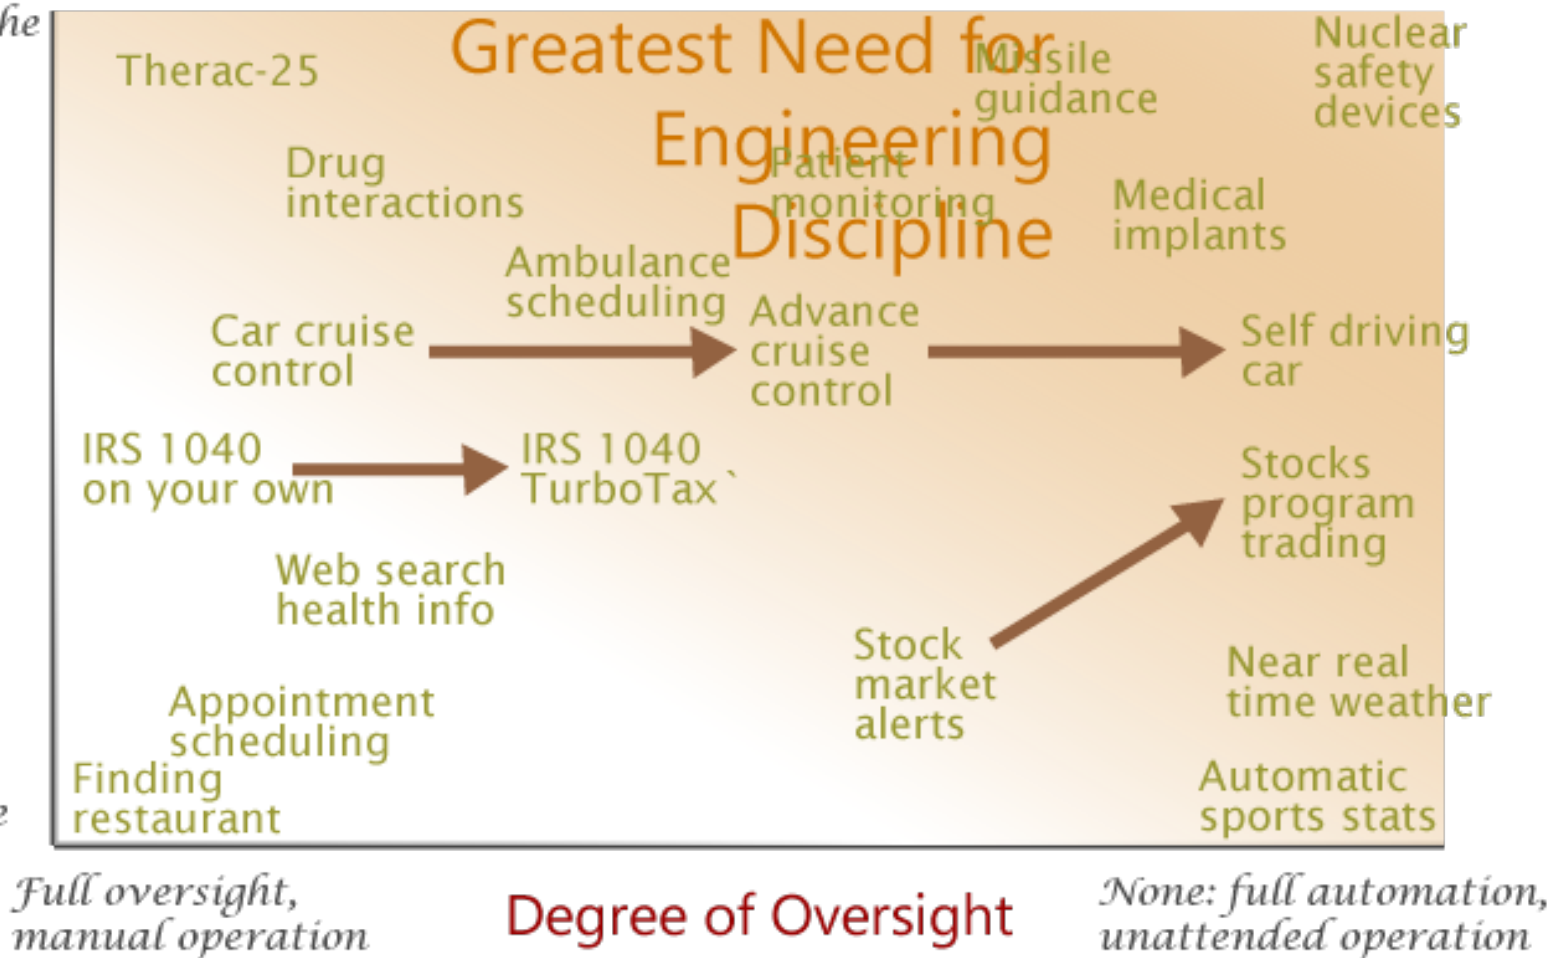 he
Greatest Need for
Engineering
Discipline
Therac-25
Missile
guidance
Nuclear
safety
devices
Drug
interactions
Patient
monitoring
Medical
implants
Ambulance
scheduling
Car cruise
control
Advance
cruise
control
Self driving
car
IRS 1040
on your own
IRS 1040
TurboTax`
Stocks
program
trading
Web search
health info
Stock
market
alerts
Near real
time weather
Appointment
scheduling
Finding
restaurant
Automatic
sports stats
e
Full oversight,
manual operation
Degree of Oversight
None: full automation,
unattended operation